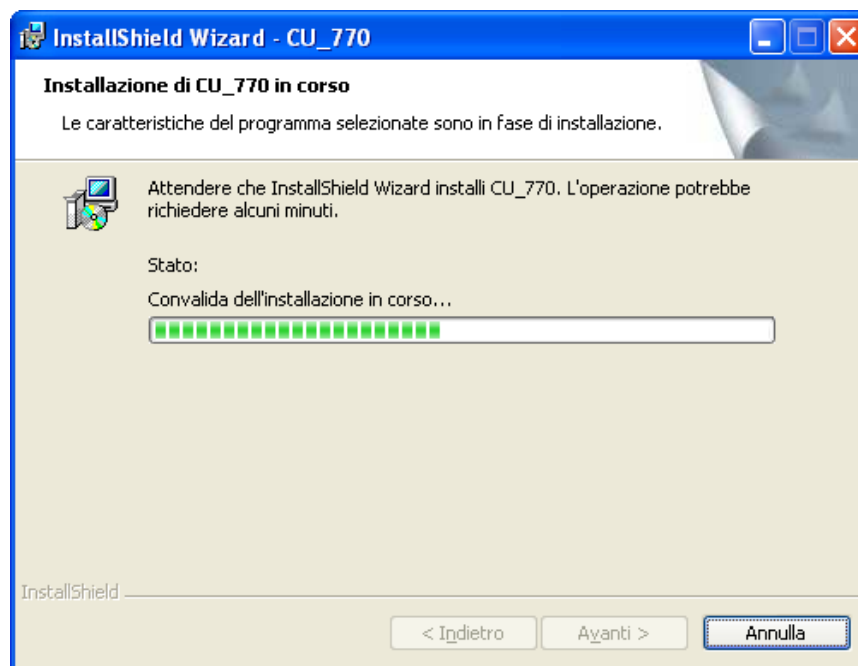 InstallShield Wizard - CU_770
Installazione di CU_770 in corso
Le caratteristiche del programma selezionate sono in fase di installazione.
Attendere che InstallShield Wizard installi CU_770. L'operazione potrebbe
richiedere alcuni minuti.
Stato:
Convalida dell'installazione in corso...
InstallShield
< Indietro
Avanti >
Annulla